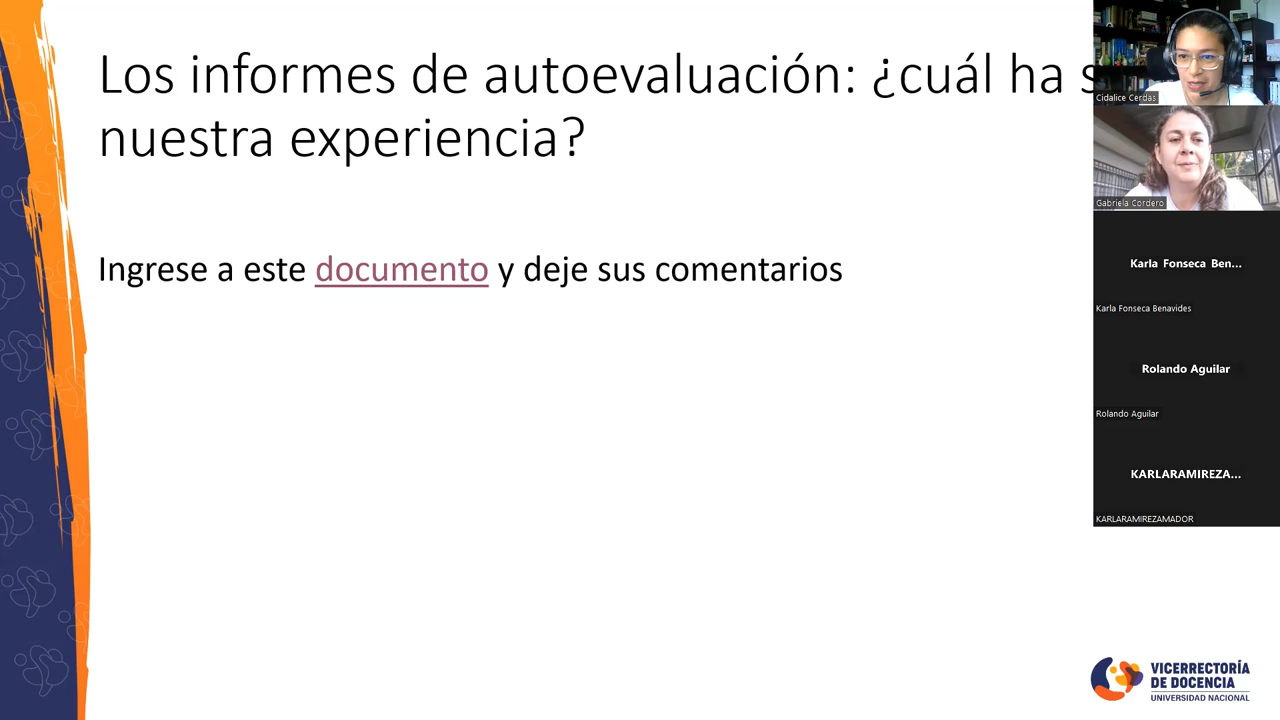 Los informes de autoevaluación: ¿cuál ha s
nuestra experiencia?
Ingrese a este documento y deje sus comentarios
Cidalice Cerdas
Gabriela Cordero
Karla Fonseca Ben...
Karla Fonseca Benavides
Rolando Aguilar
Rolando Aguilar
KARLARAMIREZA...
KARLARAMIREZAMADOR
VICERRECTORÍA
DE DOCENCIA
UNIVERSIDAD NACIONAL